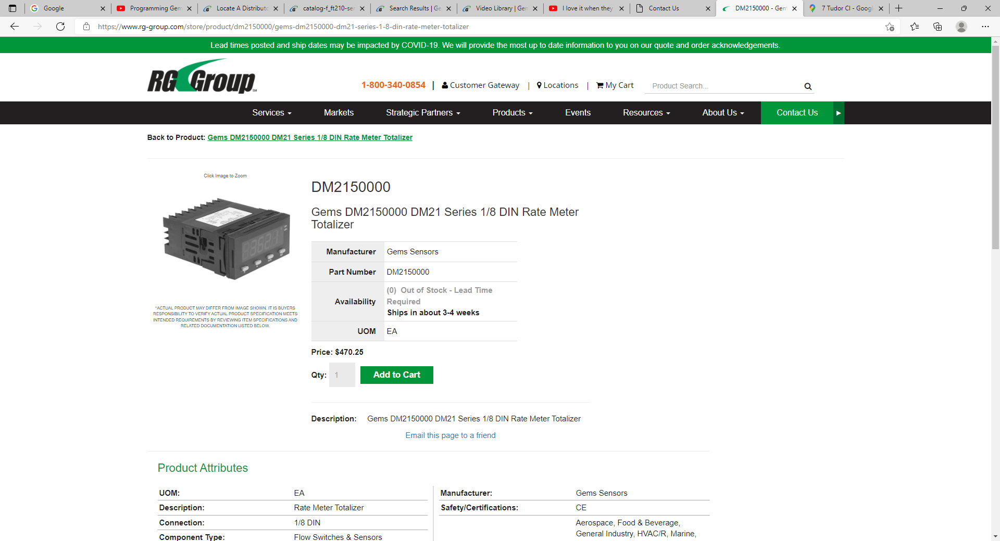 Google
Programming Gem
Locate A Distributo
catalog-f_ft210-ser
Search Results | Ge
Video Library | Gem
I love it when they
Contact Us
DM2150000 - Gem
7 Tudor Cl - Googl
https://www.rg-group.com/store/product/dm2150000/gems-dm2150000-dm21-series-1-8-din-rate-meter-totalizer
Lead times posted and ship dates may be impacted by COVID-19. We will provide the most up to date information to you on our quote and order acknowledgements.
RG Group
1-800-340-0854 | Customer Gateway | Locations | My Cart
Product Search...
Services
Markets
Strategic Partners
Products
Events
Resources
About Us
Contact Us
Back to Product: Gems DM2150000 DM21 Series 1/8 DIN Rate Meter Totalizer
Click Image to Zoom
*ACTUAL PRODUCT MAY DIFFER FROM IMAGE SHOWN. IT IS BUYERS
RESPONSIBILITY TO VERIFY ACTUAL PRODUCT SPECIFICATION MEETS
INTENDED REQUIREMENTS BY REVIEWING ITEM SPECIFICATIONS AND
RELATED DOCUMENTATION LISTED BELOW.
DM2150000
Gems DM2150000 DM21 Series 1/8 DIN Rate Meter
Totalizer
Manufacturer Gems Sensors
Part Number DM2150000
Availability (0) Out of Stock - Lead Time
Required
Ships in about 3-4 weeks
UOM EA
Price: $470.25
Qty: 1 Add to Cart
Description: Gems DM2150000 DM21 Series 1/8 DIN Rate Meter Totalizer
Email this page to a friend
Product Attributes
UOM: EA
Description: Rate Meter Totalizer
Connection: 1/8 DIN
Component Type: Flow Switches & Sensors
Manufacturer: Gems Sensors
Safety/Certifications: CE
Aerospace, Food & Beverage,
General Industry, HVAC/R, Marine,